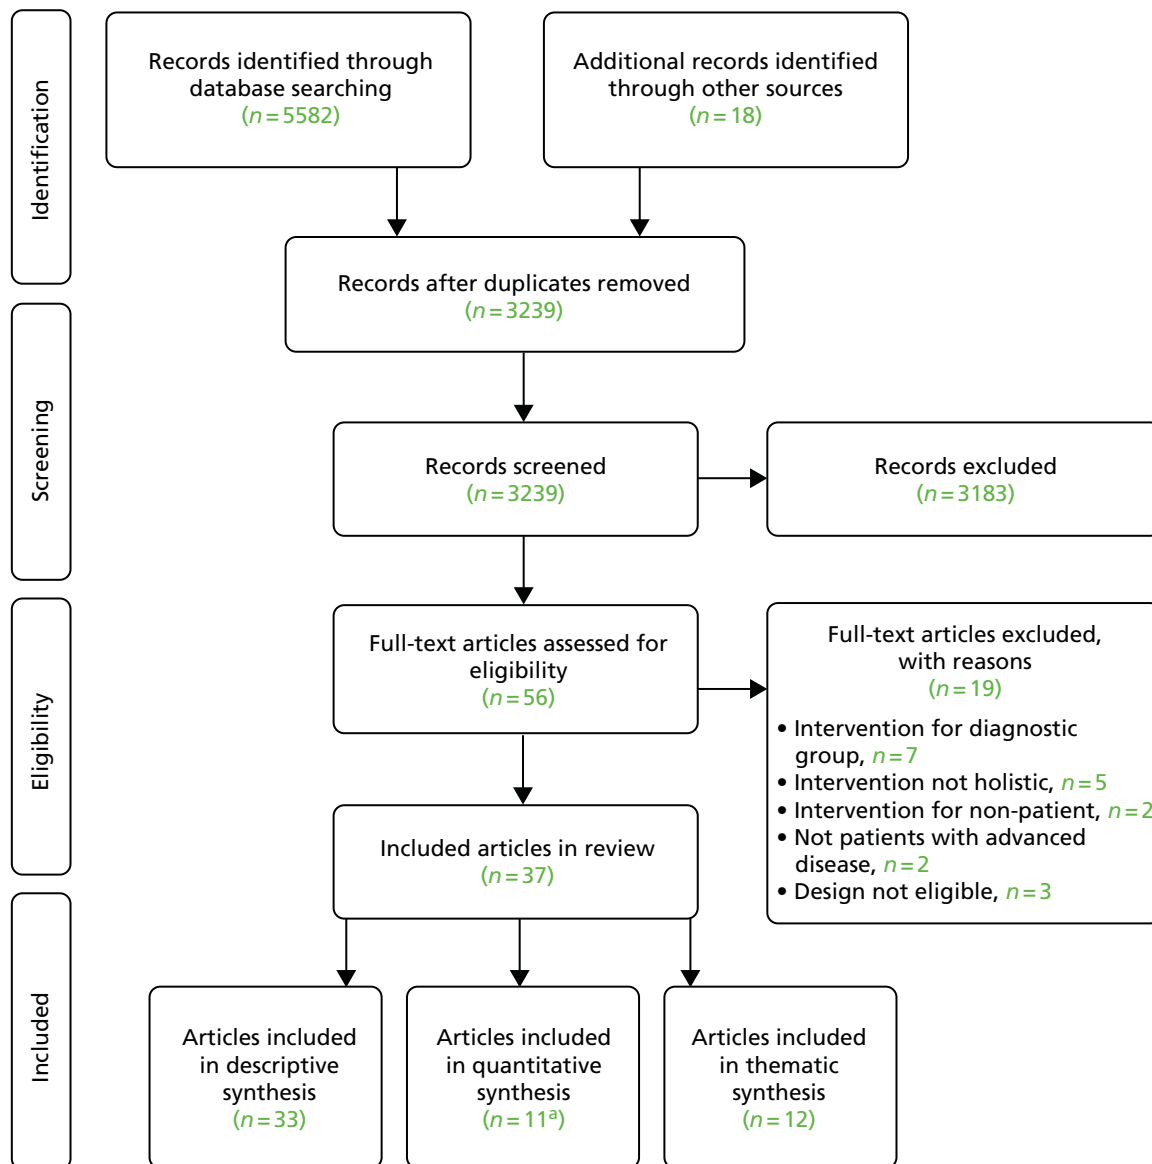 Identification
Records identified through
database searching
(n=5582)
Additional records identified
through other sources
(n=18)
Records after duplicates removed
(n=3239)
Screening
Records screened
(n=3239)
Records excluded
(n=3183)
Eligibility
Full-text articles assessed for
eligibility
(n=56)
Full-text articles excluded,
with reasons
(n=19)
• Intervention for diagnostic
group, n=7
• Intervention not holistic, n=5
• Intervention for non-patient, n=2
• Not patients with advanced
disease, n=2
• Design not eligible, n=3
Included articles in review
(n=37)
Included
Articles included
in descriptive
synthesis
(n=33)
Articles included
in quantitative
synthesis
(n=11ᵃ)
Articles included
in thematic
synthesis
(n=12)